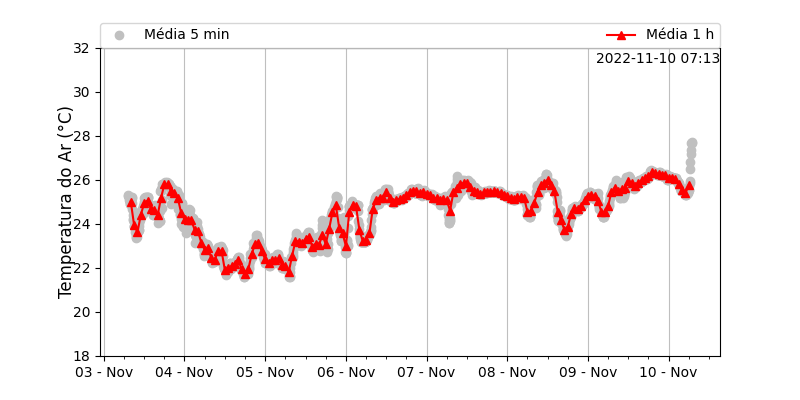 Média 5 min
Média 1 h
2022-11-10 07:13
Temperatura do Ar (°C)
32
30
28
26
24
22
20
18
03 - Nov
04 - Nov
05 - Nov
06 - Nov
07 - Nov
08 - Nov
09 - Nov
10 - Nov